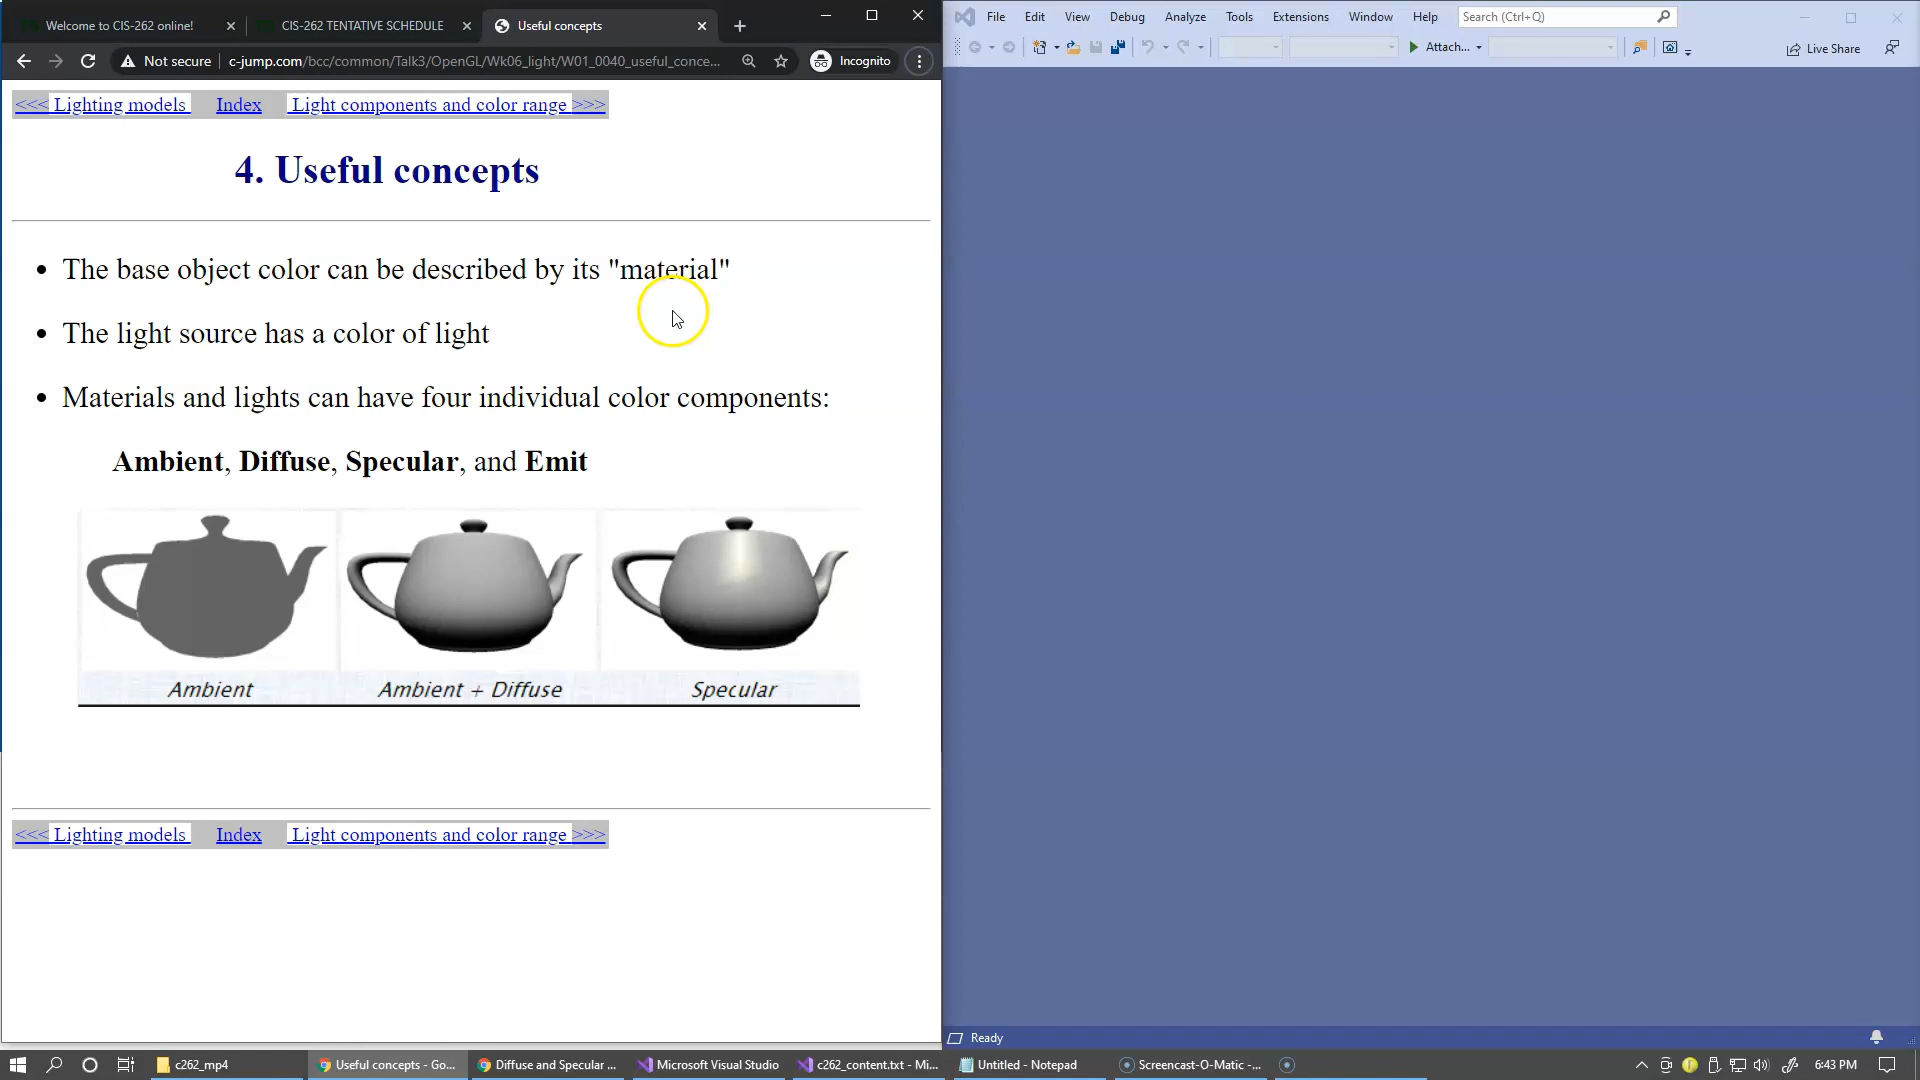 Welcome to CIS-262 online!
CIS-262 TENTATIVE SCHEDULE
Useful concepts
Not secure
c-jump.com/bcc/common/Talk3/OpenGL/Wk06_light/W01_0040_useful_conce...
Incognito
File Edit View Debug Analyze Tools Extensions Window Help Search (Ctrl+Q)
Attach... Live Share
<<< Lighting models Index Light components and color range >>>
4. Useful concepts
• The base object color can be described by its "material"
• The light source has a color of light
• Materials and lights can have four individual color components:
Ambient, Diffuse, Specular, and Emit
Ambient Ambient + Diffuse Specular
<<< Lighting models Index Light components and color range >>>
Ready
c262_mp4 Useful concepts - Go... Diffuse and Specular ... Microsoft Visual Studio c262_content.txt - Mi... Untitled - Notepad Screencast-O-Matic -... 6:43 PM